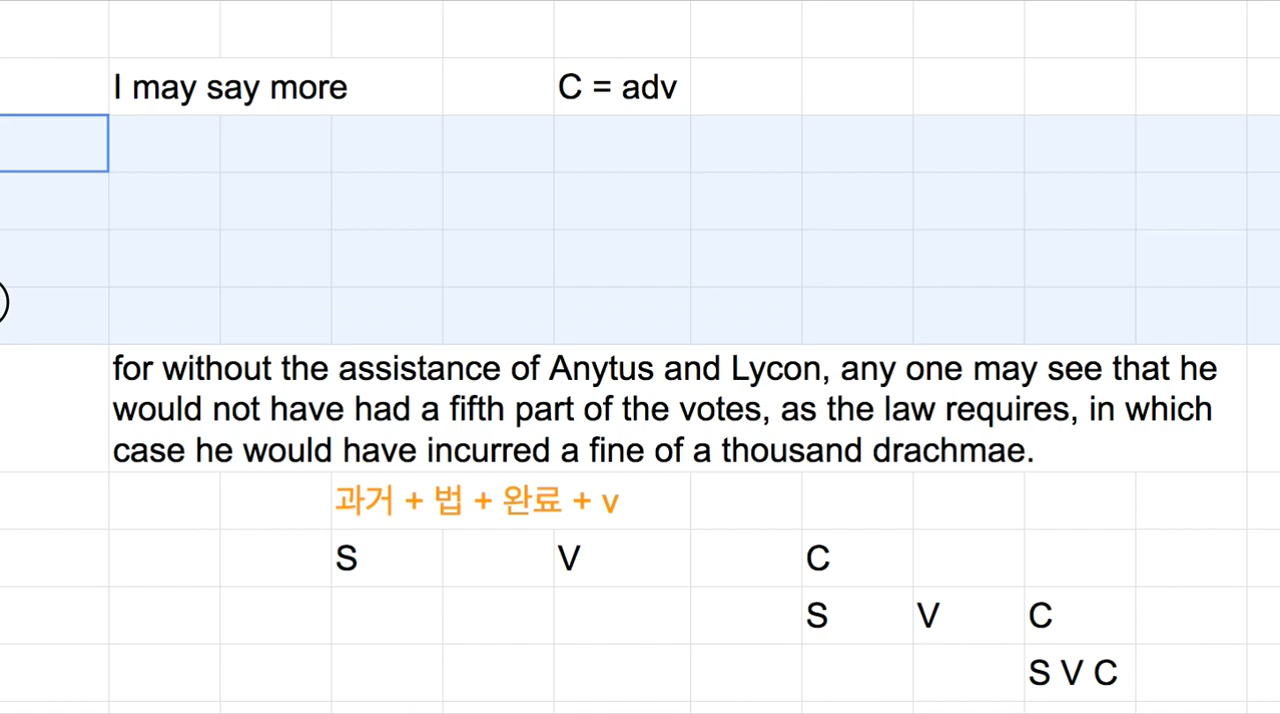 I may say more C = adv
for without the assistance of Anytus and Lycon, any one may see that he
would not have had a fifth part of the votes, as the law requires, in which
case he would have incurred a fine of a thousand drachmae.
과거 + 법 + 완료 + v
S V C
S V C
S V C